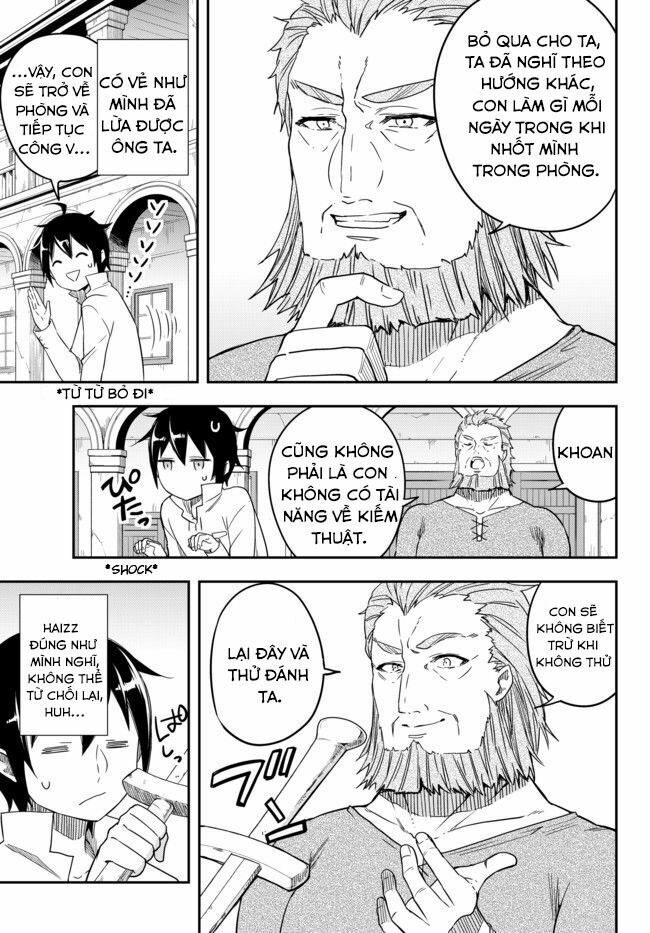 BỎ QUA CHO TA,
TA ĐÃ NGHĨ THEO
HƯỚNG KHÁC,
CON LÀM GÌ MỖI
NGÀY TRONG KHI
NHỐT MÌNH
TRONG PHÒNG.
CÓ VẺ NHƯ
MÌNH ĐÃ
LỪA ĐƯỢC
ÔNG TA.
...VẬY, CON
SẼ TRỞ VỀ
PHÒNG VÀ
TIẾP TỤC
CÔNG V...
*TỪ TỪ BỎ ĐI*
KHOAN
CŨNG KHÔNG
PHẢI LÀ CON
KHÔNG CÓ TÀI
NĂNG VỀ KIẾM
THUẬT.
ぴたっ
*SHOCK*
CON SẼ
KHÔNG BIẾT
TRỪ KHI
KHÔNG THỬ
LẠI ĐÂY VÀ
THỬ ĐÁNH
TA.
HAIZZ
ĐÚNG NHƯ
MÌNH NGHĨ,
KHÔNG THỂ
TỪ CHỐI LẠI,
HUH...